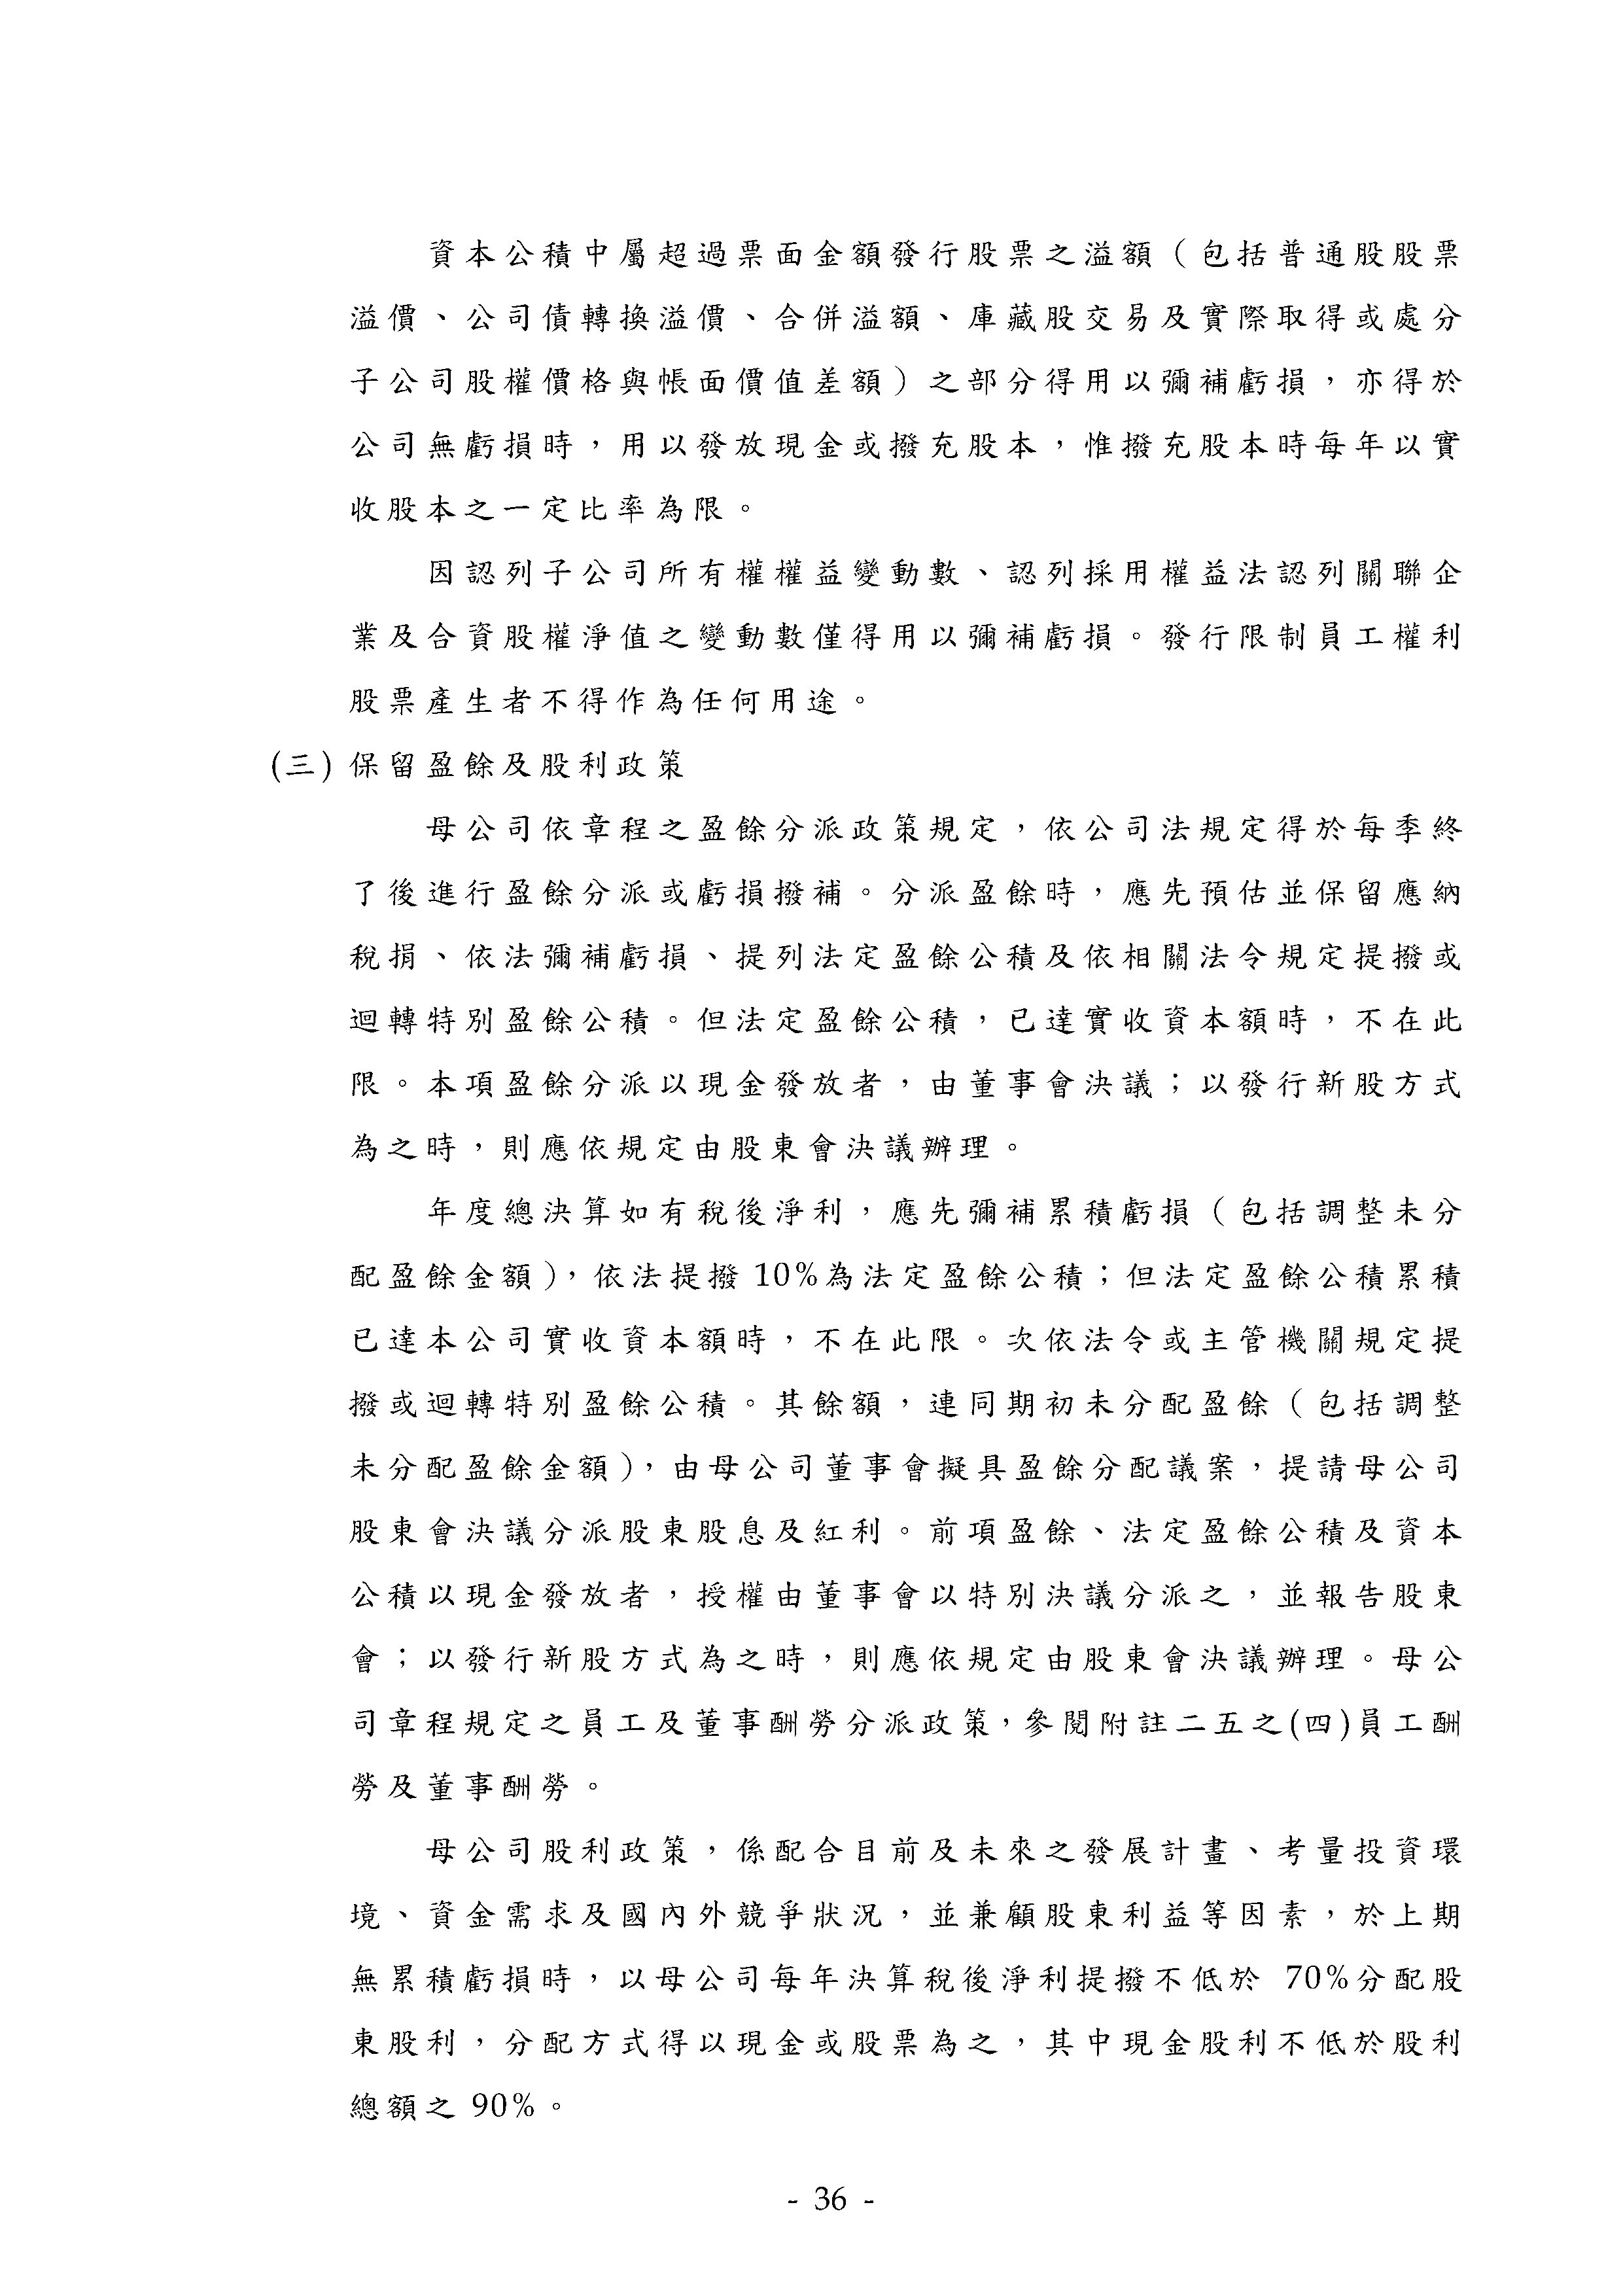 資本公積中屬超過票面金額發行股票之溢額（包括普通股股票
溢價、公司債轉換溢價、合併溢額、庫藏股交易及實際取得或處分
子公司股權價格與帳面價值差額）之部分得用以彌補虧損，亦得於
公司無虧損時，用以發放現金或撥充股本，惟撥充股本時每年以實
收股本之一定比率為限。
因認列子公司所有權權益變動數、認列採用權益法認列關聯企
業及合資股權淨值之變動數僅得用以彌補虧損。發行限制員工權利
股票產生者不得作為任何用途。
(三) 保留盈餘及股利政策
母公司依章程之盈餘分派政策規定，依公司法規定得於每季終
了後進行盈餘分派或虧損撥補。分派盈餘時，應先預估並保留應納
稅捐、依法彌補虧損、提列法定盈餘公積及依相關法令規定提撥或
迴轉特別盈餘公積。但法定盈餘公積，已達實收資本額時，不在此
限。本項盈餘分派以現金發放者，由董事會決議；以發行新股方式
為之時，則應依規定由股東會決議辦理。
年度總決算如有稅後淨利，應先彌補累積虧損（包括調整未分
配盈餘金額），依法提撥 10%為法定盈餘公積；但法定盈餘公積累積
已達本公司實收資本額時，不在此限。次依法令或主管機關規定提
撥或迴轉特別盈餘公積。其餘額，連同期初未分配盈餘（包括調整
未分配盈餘金額），由母公司董事會擬具盈餘分配議案，提請母公司
股東會決議分派股東股息及紅利。前項盈餘、法定盈餘公積及資本
公積以現金發放者，授權由董事會以特別決議分派之，並報告股東
會；以發行新股方式為之時，則應依規定由股東會決議辦理。母公
司章程規定之員工及董事酬勞分派政策，參閱附註二五之(四)員工酬
勞及董事酬勞。
母公司股利政策，係配合目前及未來之發展計畫、考量投資環
境、資金需求及國內外競爭狀況，並兼顧股東利益等因素，於上期
無累積虧損時，以母公司每年決算稅後淨利提撥不低於 70%分配股
東股利，分配方式得以現金或股票為之，其中現金股利不低於股利
總額之 90%。
- 36 -